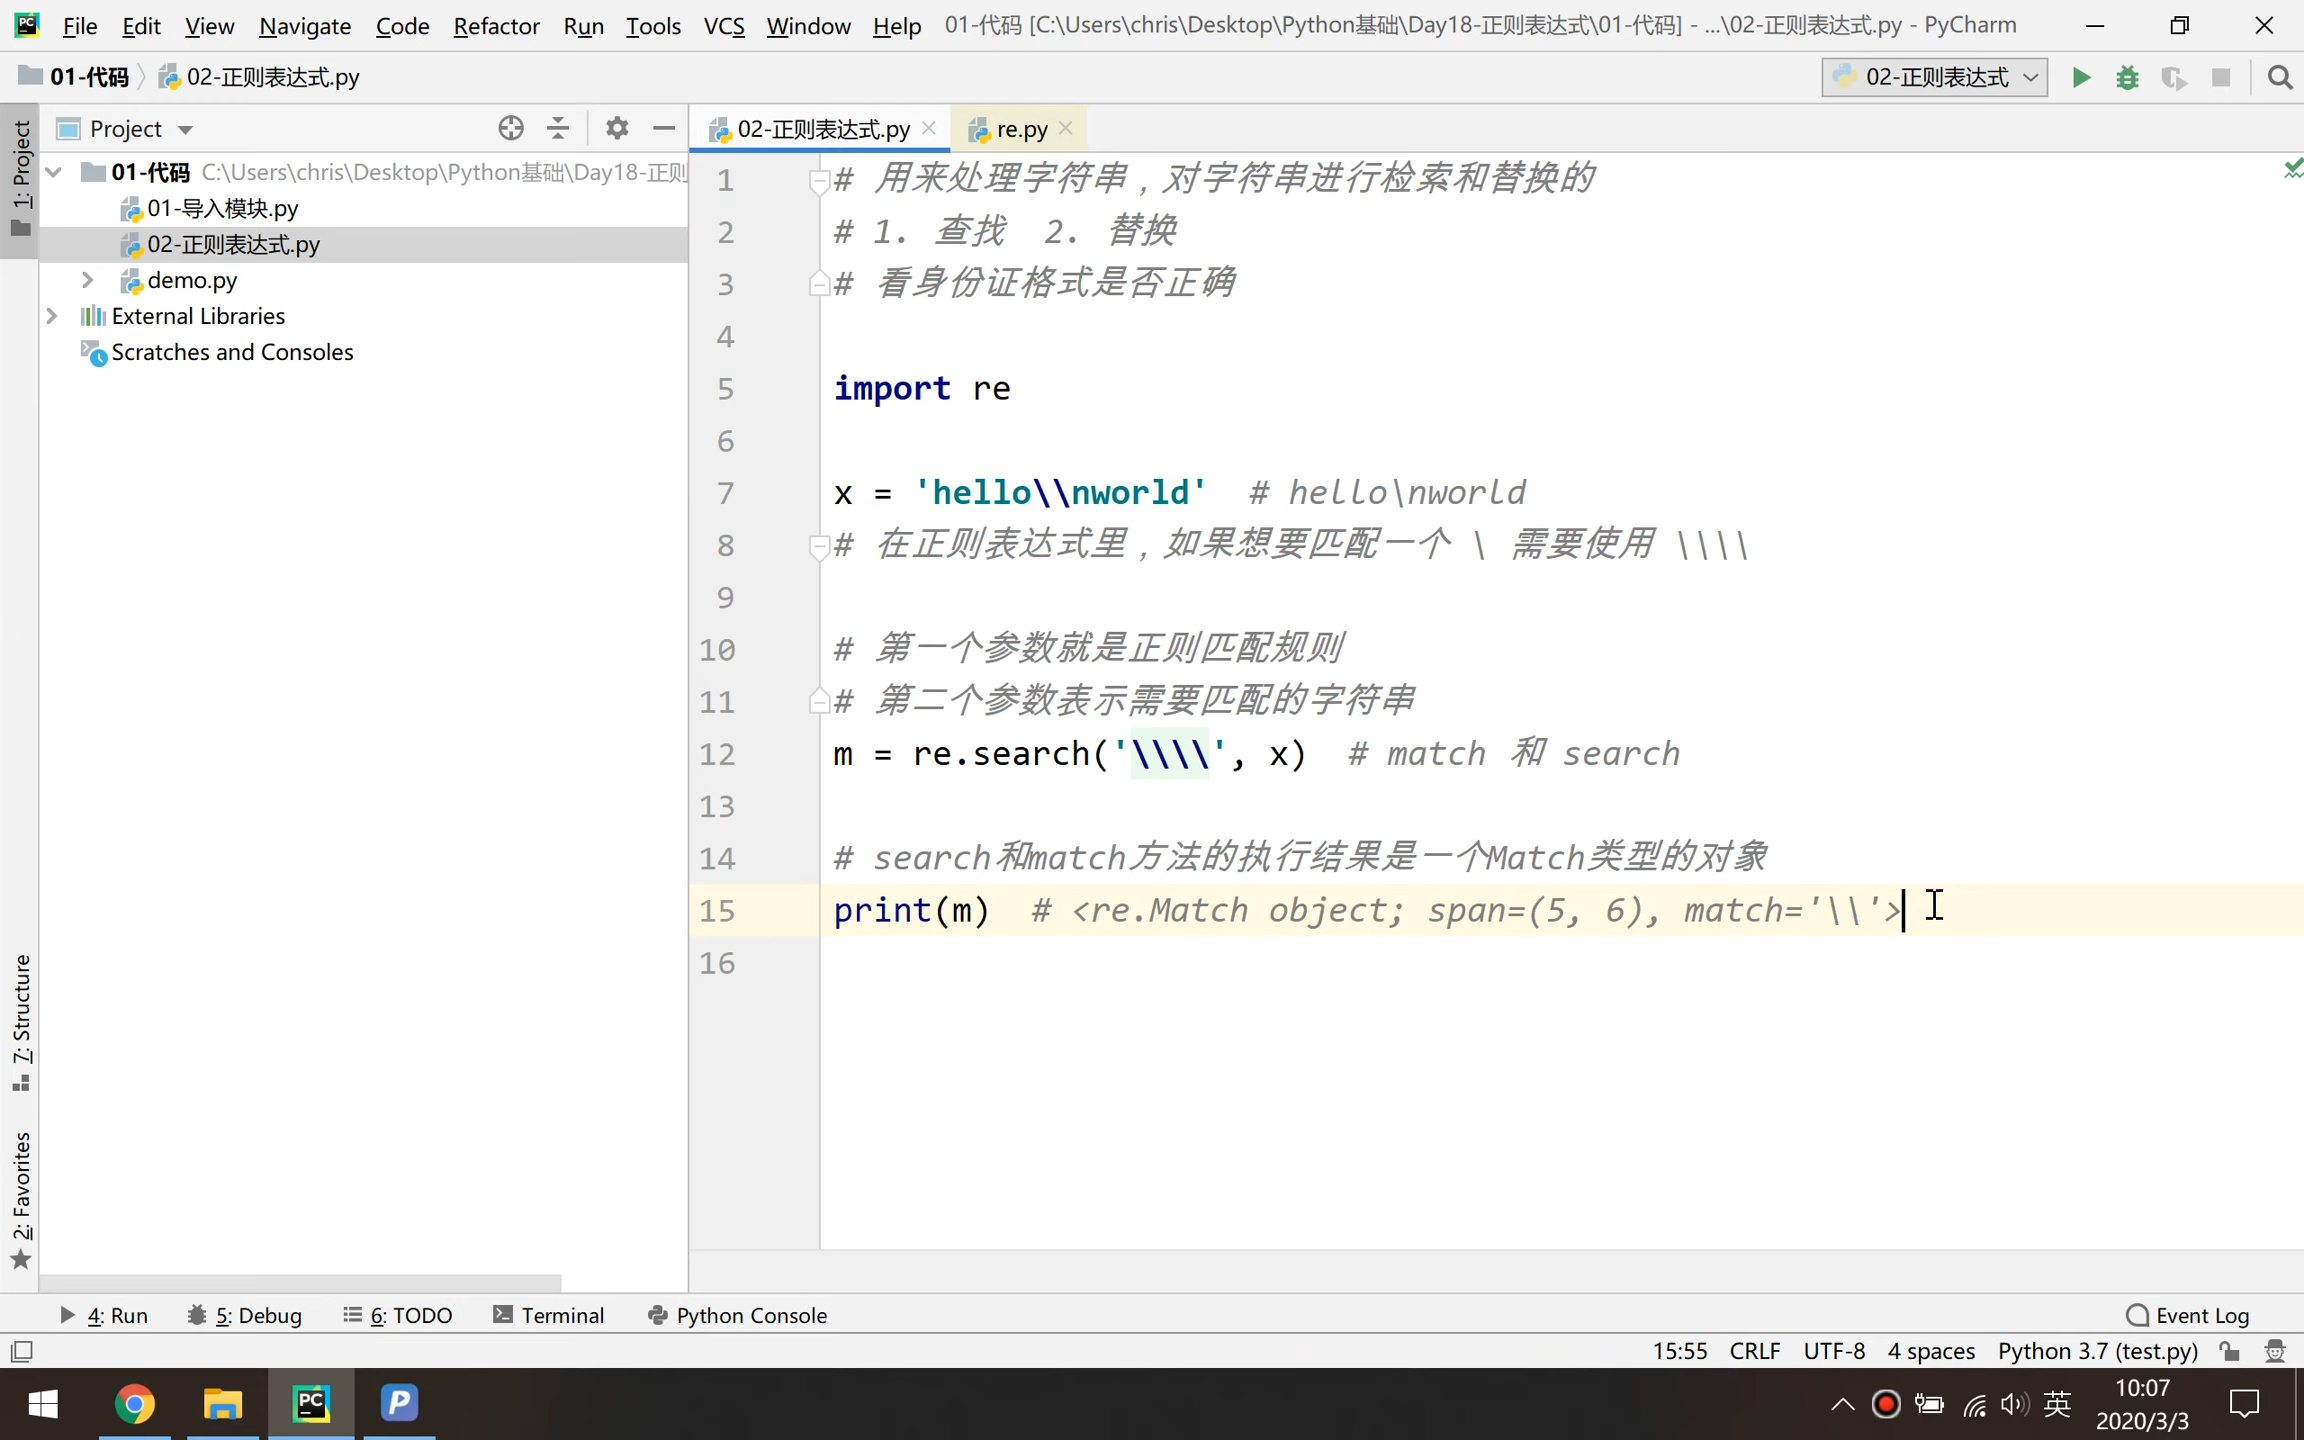 File Edit View Navigate Code Refactor Run Tools VCS Window Help 01-代码 [C:\Users\chris\Desktop\Python基础\Day18-正则表达式\01-代码] - ...\02-正则表达式.py - PyCharm
01-代码 02-正则表达式.py 02-正则表达式
1: Project
Project
01-代码 C:\Users\chris\Desktop\Python基础\Day18-正则
01-导入模块.py
02-正则表达式.py
demo.py
External Libraries
Scratches and Consoles
7: Structure
2: Favorites
02-正则表达式.py re.py
1 # 用来处理字符串，对字符串进行检索和替换的
2 # 1. 查找 2. 替换
3 # 看身份证格式是否正确
4
5 import re
6
7 x = 'hello\\nworld' # hello\nworld
8 # 在正则表达式里，如果想要匹配一个 \ 需要使用 \\\\
9
10 # 第一个参数就是正则匹配规则
11 # 第二个参数表示需要匹配的字符串
12 m = re.search('\\\\', x) # match 和 search
13
14 # search和match方法的执行结果是一个Match类型的对象
15 print(m) # <re.Match object; span=(5, 6), match='\\'>
16
4: Run 5: Debug 6: TODO Terminal Python Console Event Log
15:55 CRLF UTF-8 4 spaces Python 3.7 (test.py)
英 10:07
2020/3/3